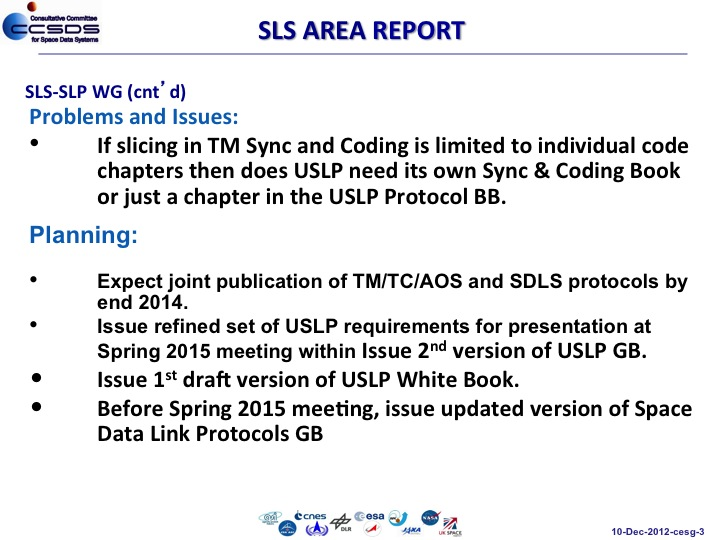 Consultative Committee
CCSDS
for Space Data Systems
SLS AREA REPORT
SLS-SLP WG (cnt’d)
Problems and Issues:
• If slicing in TM Sync and Coding is limited to individual code
chapters then does USLP need its own Sync & Coding Book
or just a chapter in the USLP Protocol BB.
Planning:
• Expect joint publication of TM/TC/AOS and SDLS protocols by
end 2014.
• Issue refined set of USLP requirements for presentation at
Spring 2015 meeting within Issue 2nd version of USLP GB.
• Issue 1st draft version of USLP White Book.
• Before Spring 2015 meeting, issue updated version of Space
Data Link Protocols GB
cnes
DLR
esa
JAXA
NASA
UK SPACE
10-Dec-2012-cesg-3